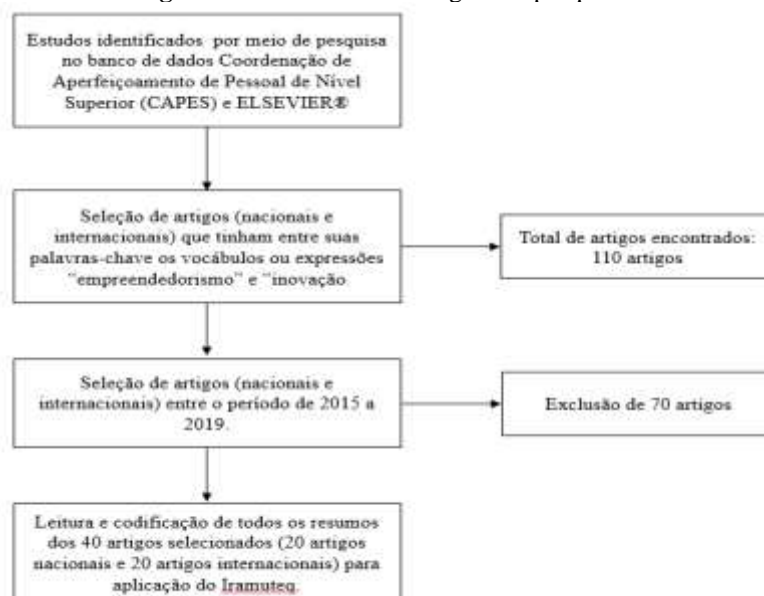 Estudos identificados por meio de pesquisa
no banco de dados Coordenação de
Aperfeiçoamento de Pessoal de Nível
Superior (CAPES) e ELSEVIER®
Seleção de artigos (nacionais e
internacionais) que tinham entre suas
palavras-chave os vocábulos ou expressões
"empreendedorismo" e "inovação
Total de artigos encontrados:
110 artigos
Seleção de artigos (nacionais e
internacionais) entre o período de 2015 a
2019.
Exclusão de 70 artigos
Leitura e codificação de todos os resumos
dos 40 artigos selecionados (20 artigos
nacionais e 20 artigos internacionais) para
aplicação do Iramuteq.